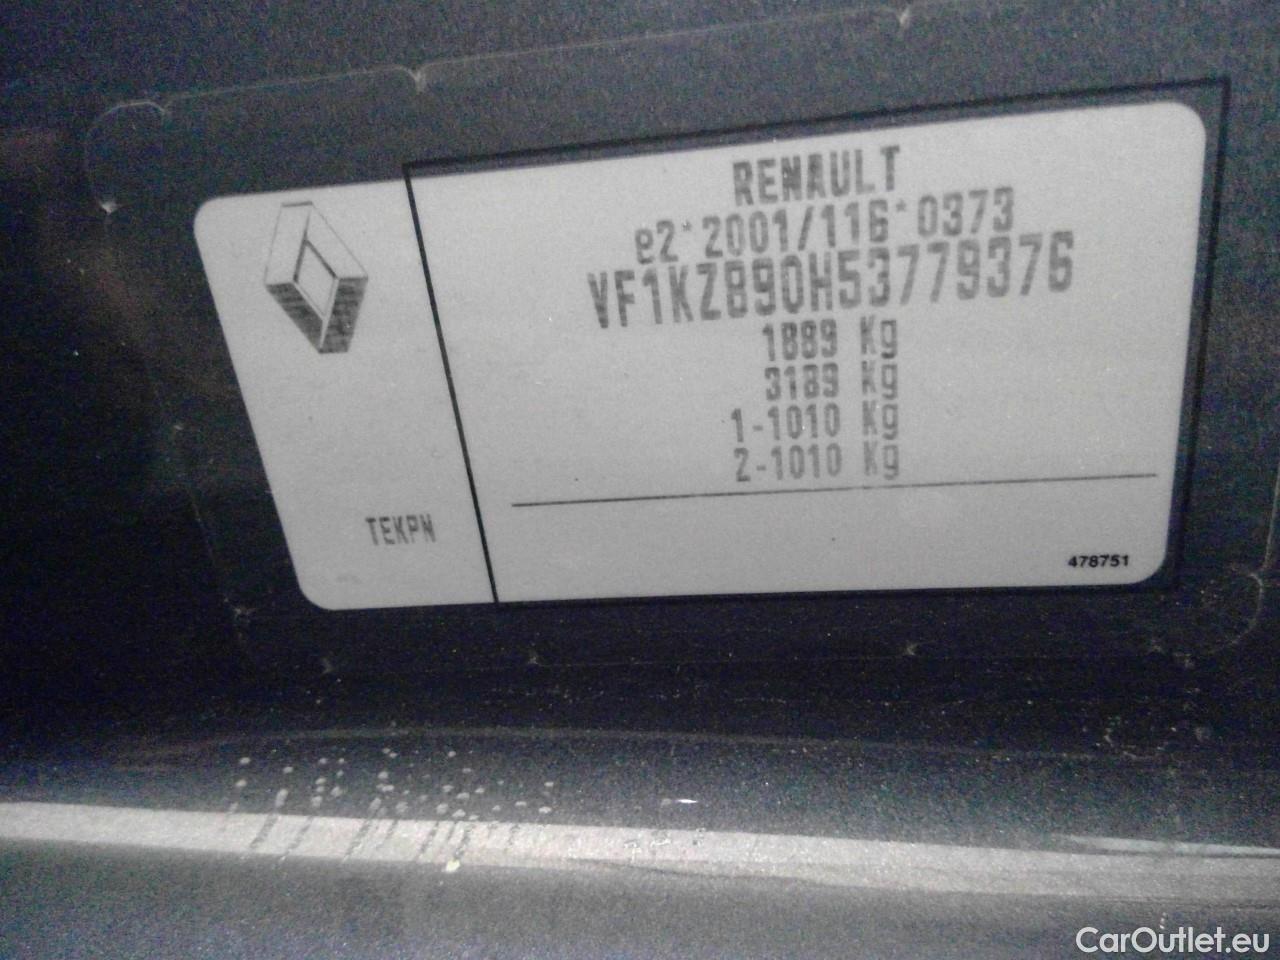 RENAULT
e2*2001/116*0373
VF1KZ890H53779376
1889 Kg
3189 Kg
1-1010 Kg
2-1010 Kg
TEKPN
478751
CarOutlet.eu